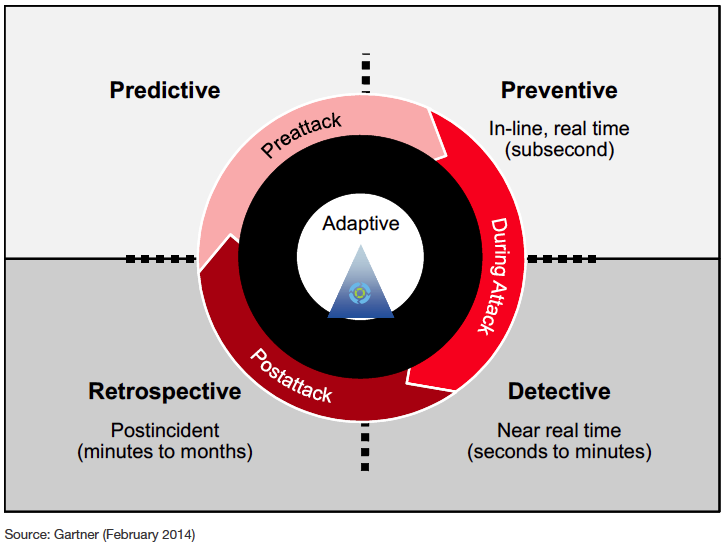 Predictive
Preventive
In-line, real time
(subsecond)
Preattack
Adaptive
During Attack
Postattack
Retrospective
Postincident
(minutes to months)
Detective
Near real time
(seconds to minutes)
Source: Gartner (February 2014)